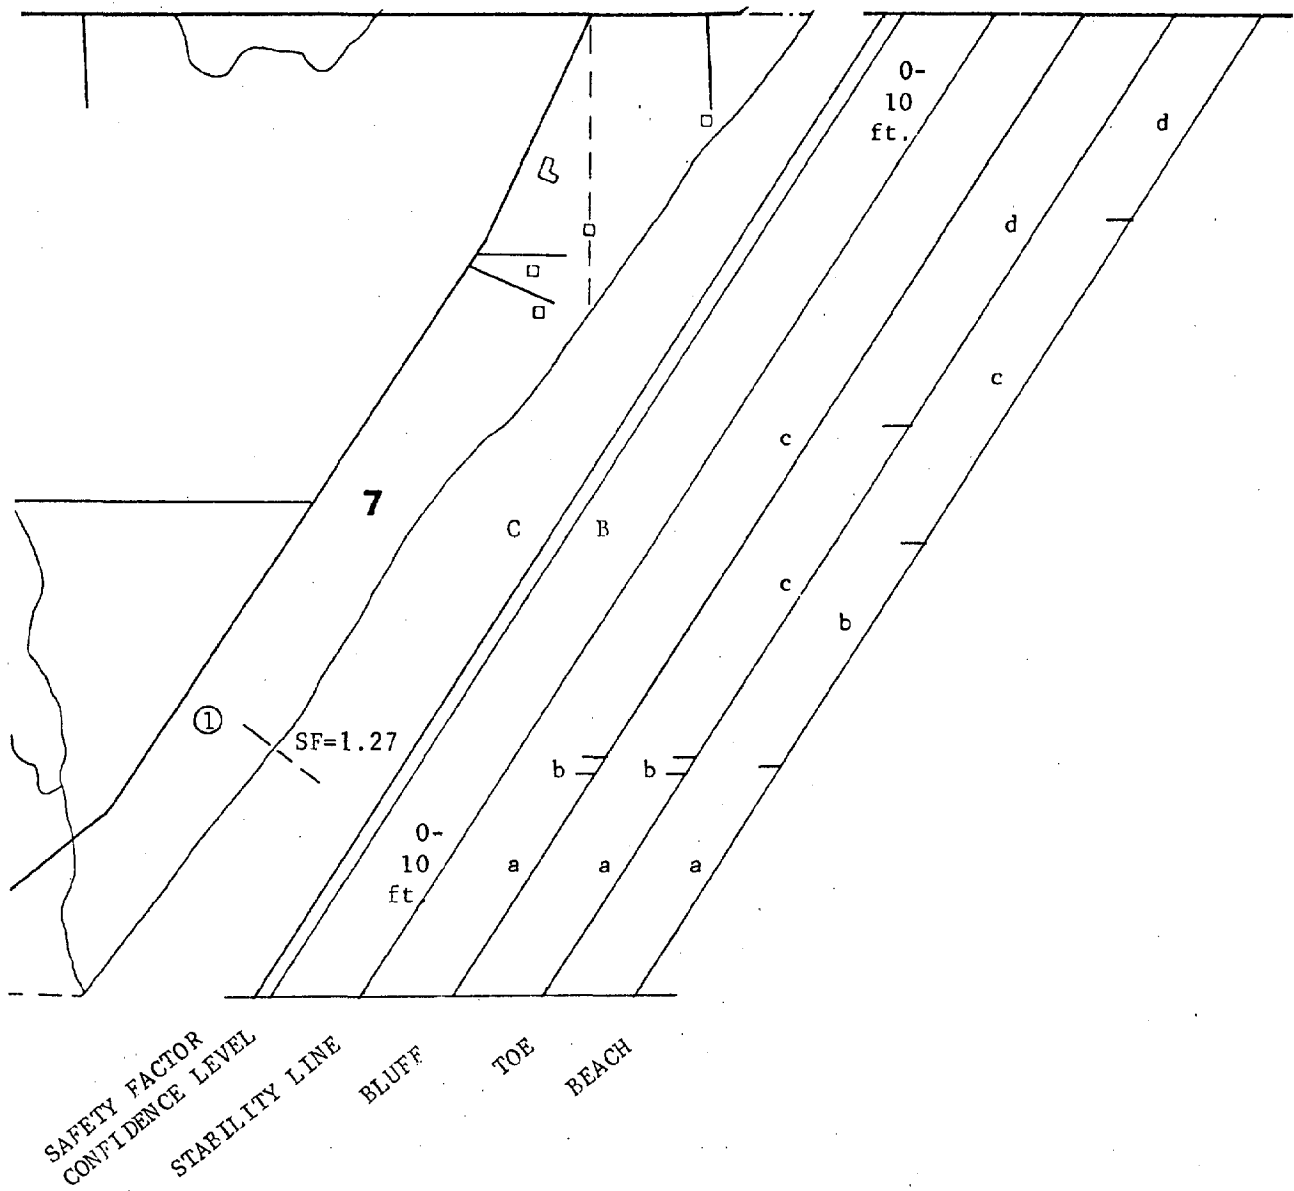 0-
10
ft.
d
d
c
c
7
C
B
c
b
1
SF=1.27
b
b
0-
10
ft.
a
a
a
SAFETY FACTOR
CONFIDENCE LEVEL
STABILITY LINE
BLUFF
TOE
BEACH